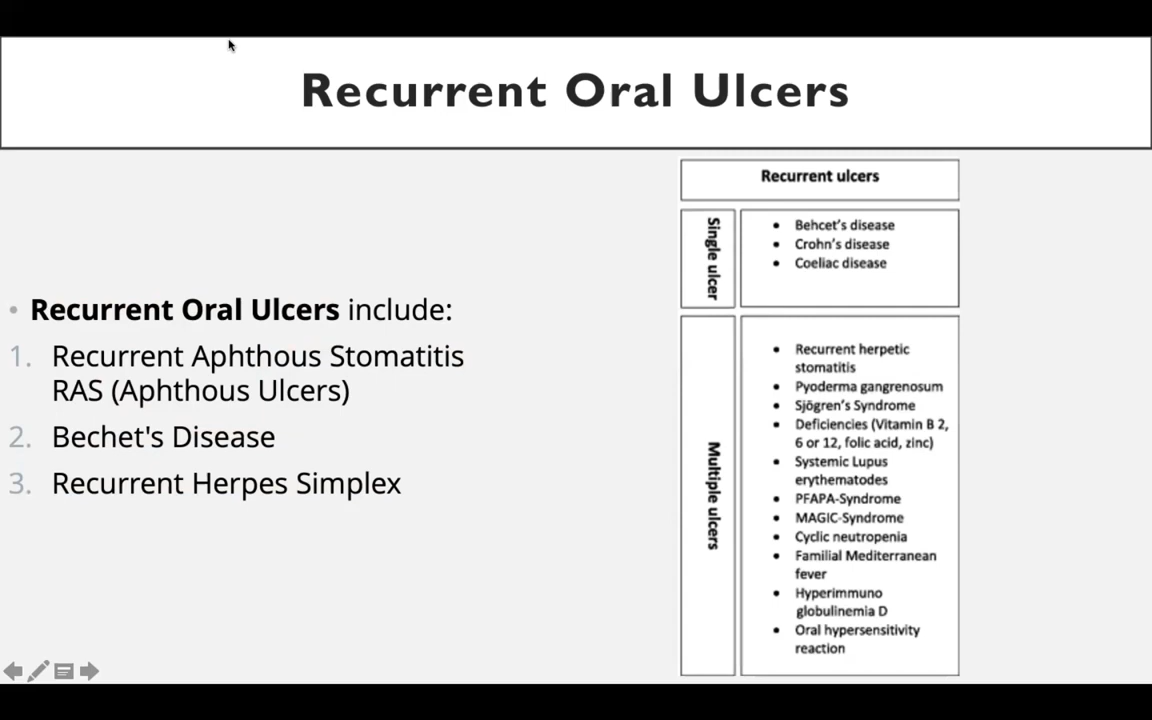 Recurrent Oral Ulcers
• Recurrent Oral Ulcers include:
1. Recurrent Aphthous Stomatitis
RAS (Aphthous Ulcers)
2. Bechet's Disease
3. Recurrent Herpes Simplex
Recurrent ulcers
Single ulcer
• Behcet's disease
• Crohn's disease
• Coeliac disease
Multiple ulcers
• Recurrent herpetic
stomatitis
• Pyoderma gangrenosum
• Sjögren's Syndrome
• Deficiencies (Vitamin B 2,
6 or 12, folic acid, zinc)
• Systemic Lupus
erythematodes
• PFAPA-Syndrome
• MAGIC-Syndrome
• Cyclic neutropenia
• Familial Mediterranean
fever
• Hyperimmuno
globulinemia D
• Oral hypersensitivity
reaction